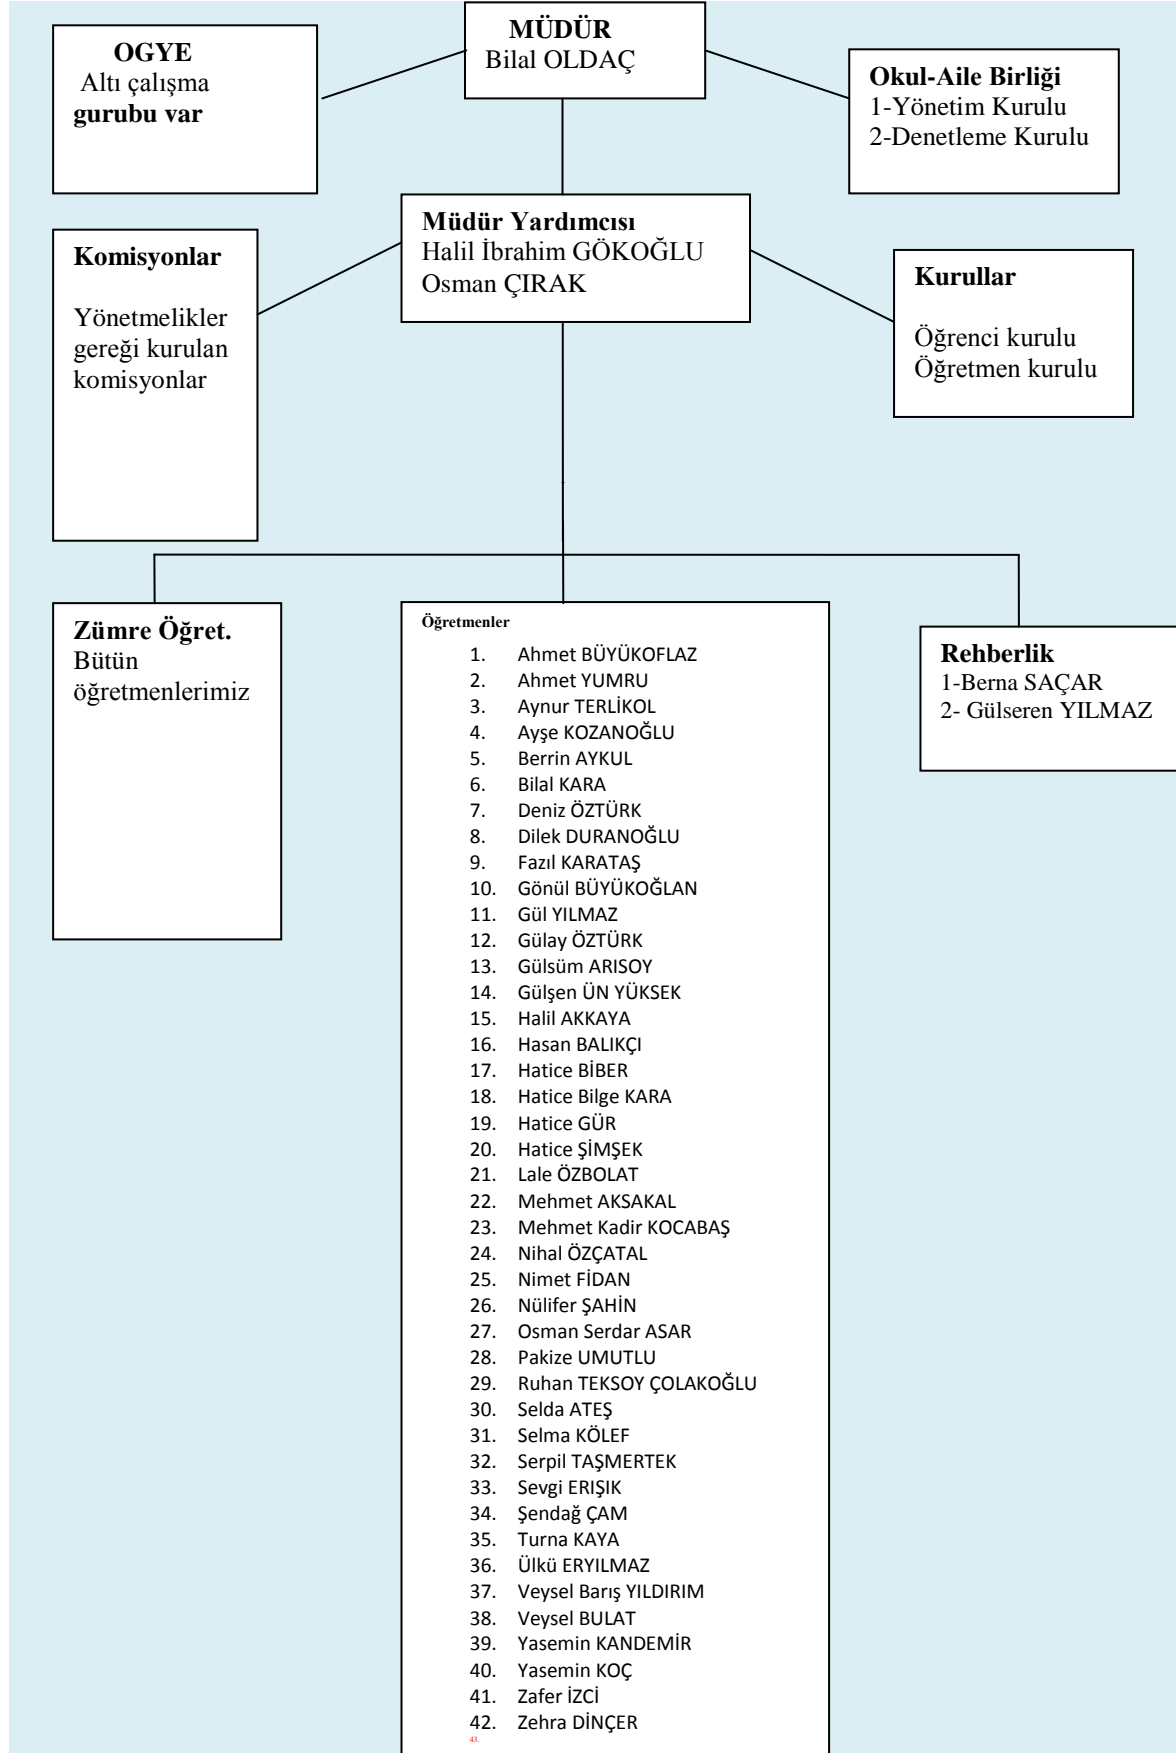 MÜDÜR
Bilal OLDAÇ
OGYE
Altı çalışma
gurubu var
Okul-Aile Birliği
1-Yönetim Kurulu
2-Denetleme Kurulu
Müdür Yardımcısı
Halil İbrahim GÖKOĞLU
Osman ÇIRAK
Komisyonlar
Yönetmelikler
gereği kurulan
komisyonlar
Kurullar
Öğrenci kurulu
Öğretmen kurulu
Zümre Öğret.
Bütün
öğretmenlerimiz
Öğretmenler
1. Ahmet BÜYÜKOFLAZ
2. Ahmet YUMRU
3. Aynur TERLİKOL
4. Ayşe KOZANOĞLU
5. Berrin AYKUL
6. Bilal KARA
7. Deniz ÖZTÜRK
8. Dilek DURANOĞLU
9. Fazıl KARATAŞ
10. Gönül BÜYÜKOĞLAN
11. Gül YILMAZ
12. Gülay ÖZTÜRK
13. Gülsüm ARISOY
14. Gülşen ÜN YÜKSEK
15. Halil AKKAYA
16. Hasan BALIKÇI
17. Hatice BİBER
18. Hatice Bilge KARA
19. Hatice GÜR
20. Hatice ŞİMŞEK
21. Lale ÖZBOLAT
22. Mehmet AKSAKAL
23. Mehmet Kadir KOCABAŞ
24. Nihal ÖZÇATAL
25. Nimet FİDAN
26. Nülifer ŞAHİN
27. Osman Serdar ASAR
28. Pakize UMUTLU
29. Ruhan TEKSOY ÇOLAKOĞLU
30. Selda ATEŞ
31. Selma KÖLEF
32. Serpil TAŞMERTEK
33. Sevgi ERIŞIK
34. Şendağ ÇAM
35. Turna KAYA
36. Ülkü ERYILMAZ
37. Veysel Barış YILDIRIM
38. Veysel BULAT
39. Yasemin KANDEMİR
40. Yasemin KOÇ
41. Zafer İZCİ
42. Zehra DİNÇER
43.
Rehberlik
1-Berna SAÇAR
2- Gülseren YILMAZ